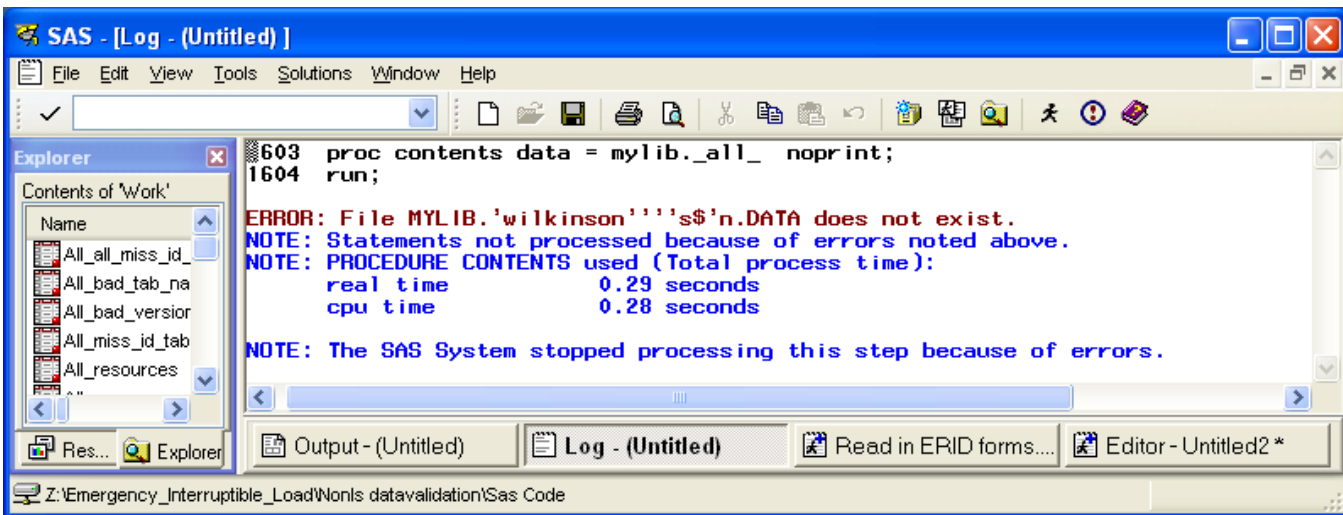 SAS - [Log - (Untitled) ]
File Edit View Tools Solutions Window Help
Explorer
Contents of 'Work'
Name
All_all_miss_id_
All_bad_tab_na
All_bad_version
All_miss_id_tab
All_resources
603 proc contents data = mylib._all_ noprint;
1604 run;
ERROR: File MYLIB.'wilkinson''''s$'n.DATA does not exist.
NOTE: Statements not processed because of errors noted above.
NOTE: PROCEDURE CONTENTS used (Total process time):
real time 0.29 seconds
cpu time 0.28 seconds
NOTE: The SAS System stopped processing this step because of errors.
Res... Explorer
Output - (Untitled) Log - (Untitled) Read in ERID forms.... Editor - Untitled2 *
Z:\Emergency_Interruptible_Load\NonIs datavalidation\Sas Code